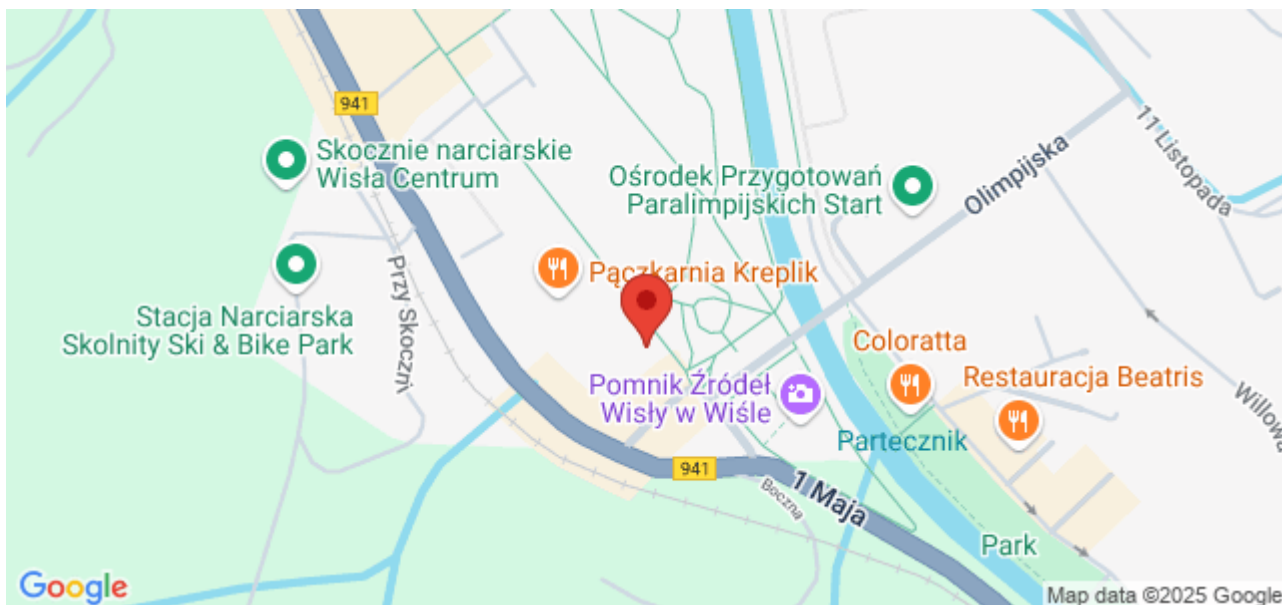 941
Skocznie narciarskie
Wisła Centrum
Ośrodek Przygotowań
Paralimpijskich Start
Olimpijska
11 Listopada
Przy Skoczni
Pączkarnia Kreplik
Stacja Narciarska
Skolnity Ski & Bike Park
Coloratta
Pomnik Źródeł
Wisły w Wiśle
Restauracja Beatris
Willowa
Partecznik
941
1 Maja
Boczna
Park
Google
Map data ©2025 Google